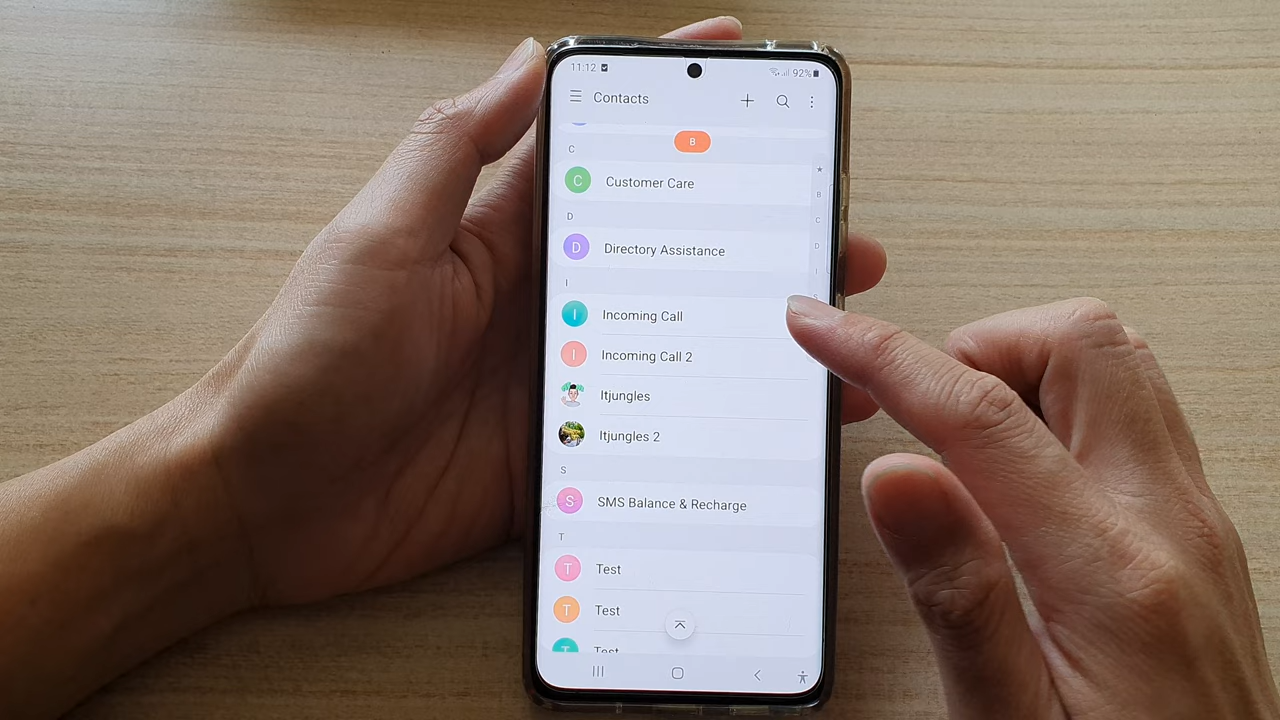 11:12 92%
Contacts
B
C
C Customer Care
D
D Directory Assistance
I
I Incoming Call
I Incoming Call 2
Itjungles
Itjungles 2
S
S SMS Balance & Recharge
T
T Test
T Test
Test
B
C
D
I
S